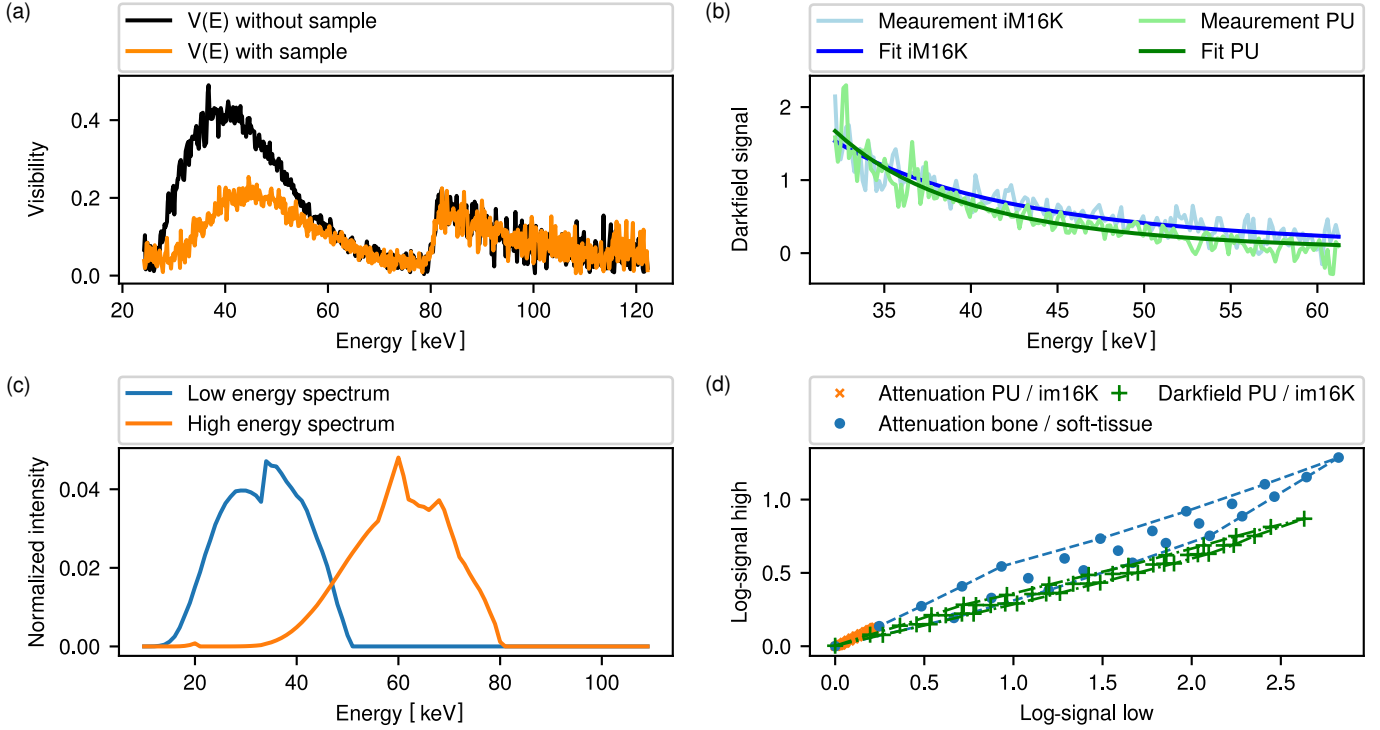 (a)
V(E) without sample
V(E) with sample
Visibility
0.4
0.2
0.0
20 40 60 80 100 120
Energy [keV]
(b)
Meaurement iM16K Meaurement PU
Fit iM16K Fit PU
Darkfield signal
2
1
0
35 40 45 50 55 60
Energy [keV]
(c)
Low energy spectrum
High energy spectrum
Normalized intensity
0.04
0.02
0.00
20 40 60 80 100
Energy [keV]
(d)
Attenuation PU / im16K Darkfield PU / im16K
Attenuation bone / soft-tissue
Log-signal high
1.0
0.5
0.0
0.0 0.5 1.0 1.5 2.0 2.5
Log-signal low